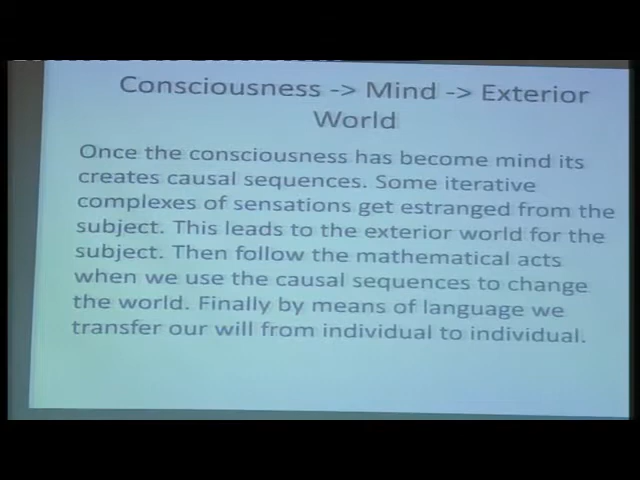 Consciousness -> Mind -> Exterior
World
Once the consciousness has become mind its
creates causal sequences. Some iterative
complexes of sensations get estranged from the
subject. This leads to the exterior world for the
subject. Then follow the mathematical acts
when we use the causal sequences to change
the world. Finally by means of language we
transfer our will from individual to individual.